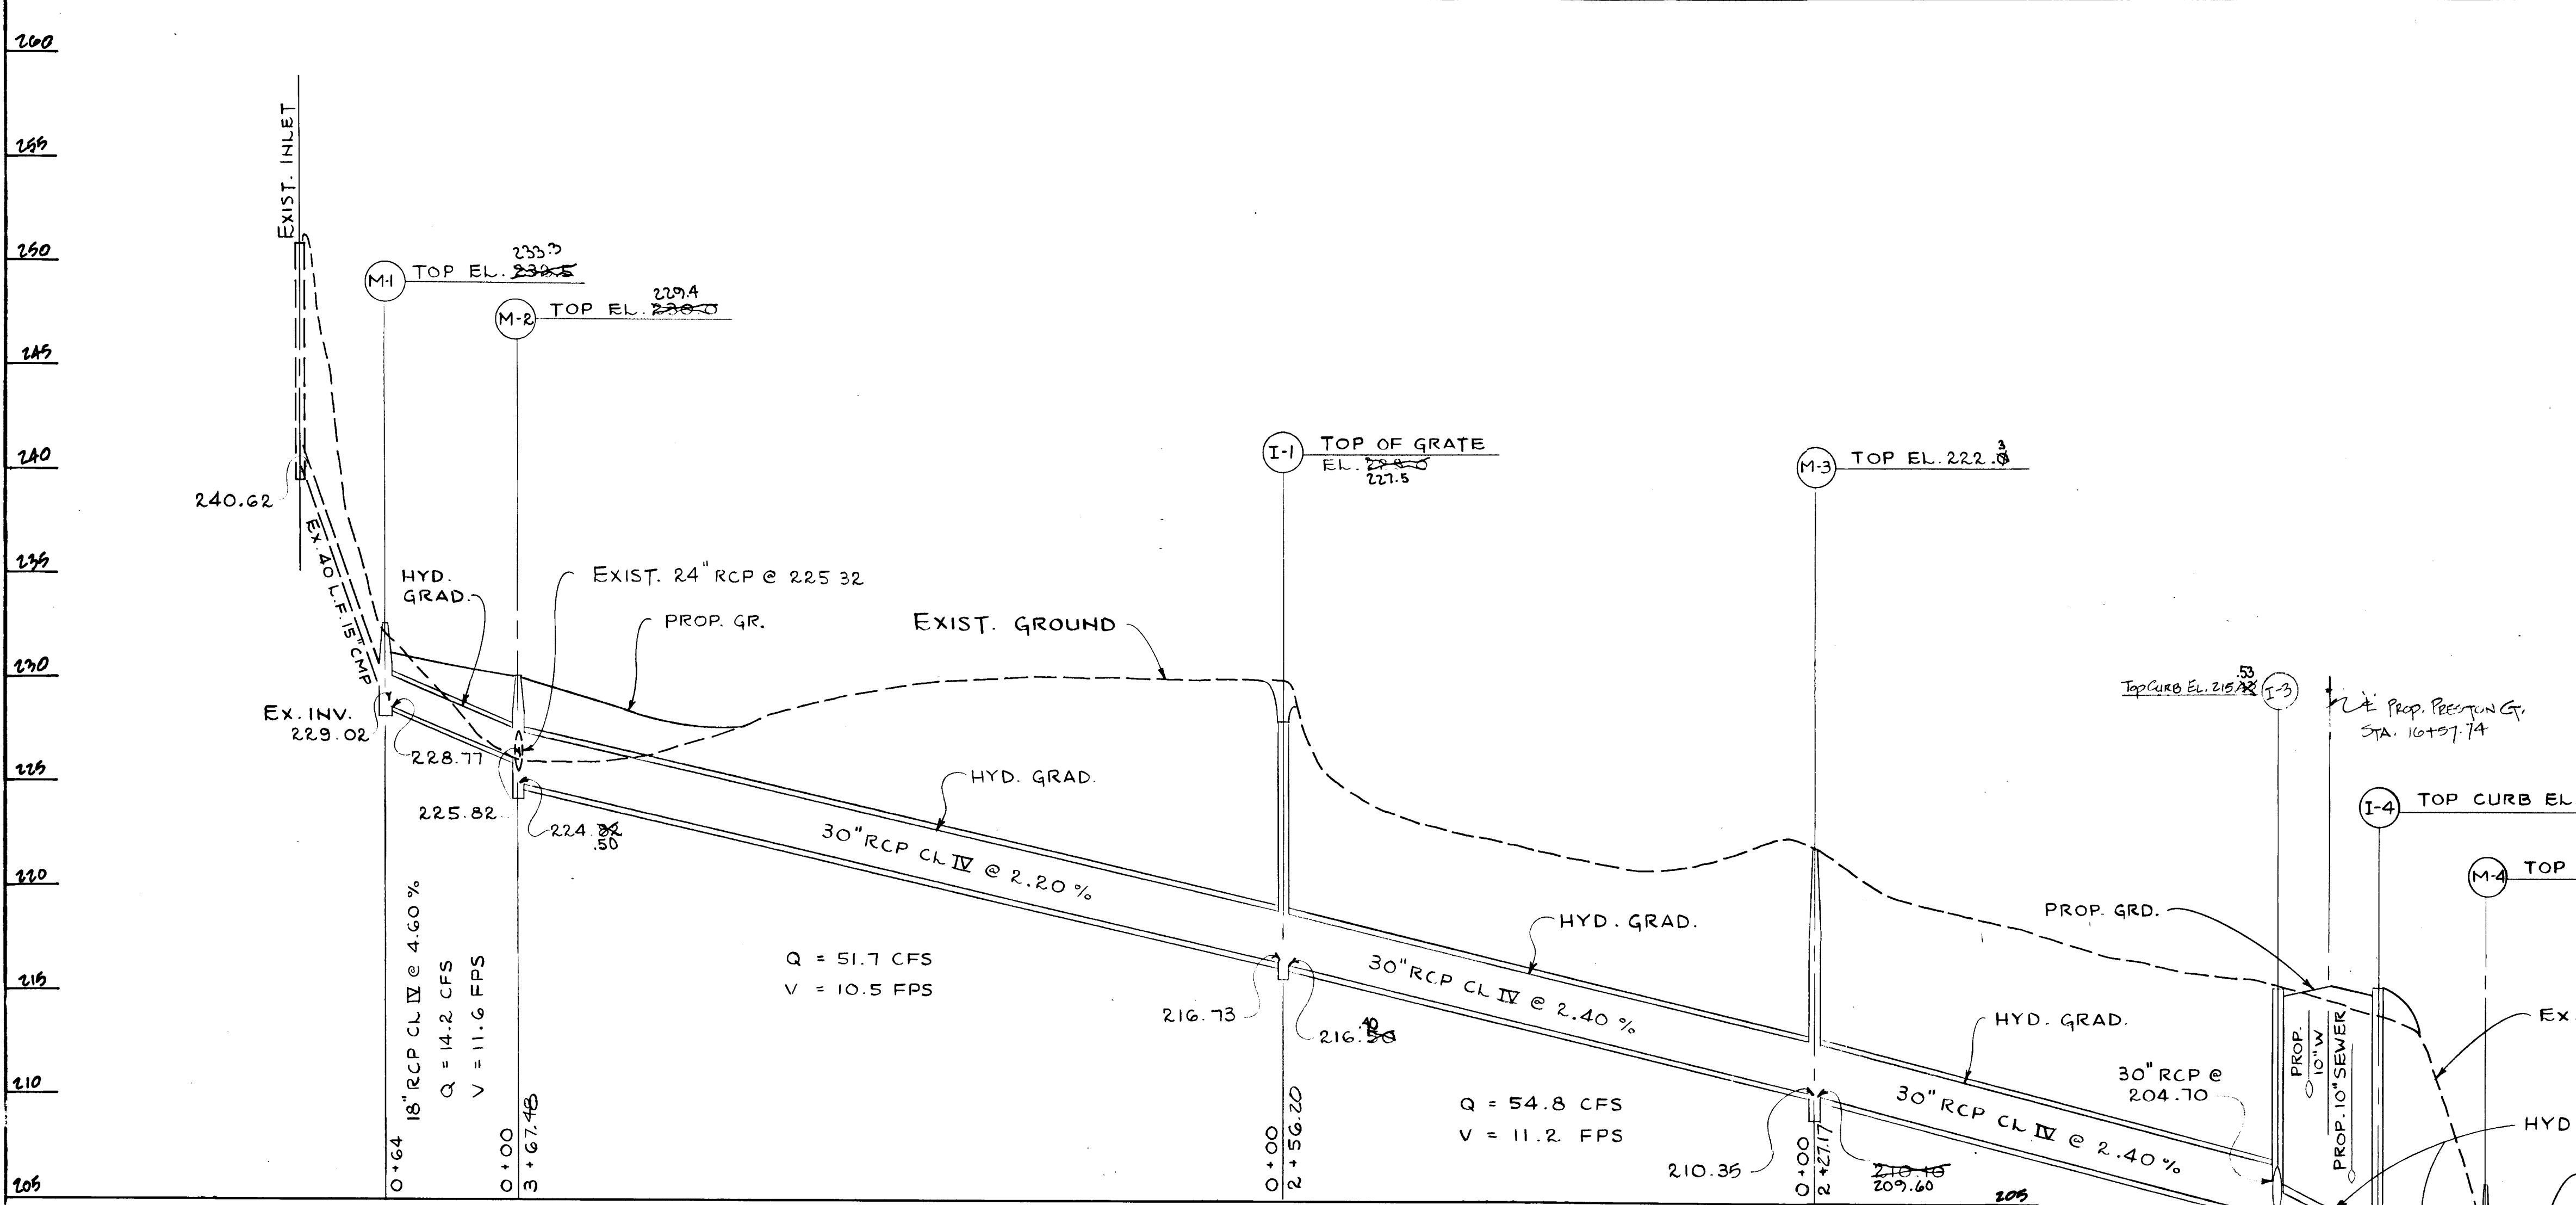 260
255
250
245
240
235
230
225
220
215
210
205
EXIST. INLET
240.62
EX. 40 L.F. 15" CMP
M-1
TOP EL. 232.5
233.3
M-2
TOP EL. 230.0
229.4
HYD.
GRAD.
EXIST. 24" RCP @ 225 32
PROP. GR.
EXIST. GROUND
EX. INV.
229.02
228.77
225.82
224.82
.50
18" RCP CL IV @ 4.60 %
Q = 14.2 CFS
V = 11.6 FPS
0+64
0+00
3+67.48
HYD. GRAD.
30" RCP CL IV @ 2.20 %
Q = 51.7 CFS
V = 10.5 FPS
I-1
TOP OF GRATE
EL. 228.0
227.5
216.73
.40
216.50
0+00
2+56.20
HYD. GRAD.
30" RCP CL IV @ 2.40 %
Q = 54.8 CFS
V = 11.2 FPS
M-3
3
TOP EL. 222.0
210.35
210.10
209.60
0+00
2+27.17
205
HYD. GRAD.
30" RCP CL IV @ 2.40 %
PROP. GRD.
30" RCP @
204.70
.53
Top CURB EL. 215
I-3
℄ PROP. PRESTON CT.
STA. 16+57.74
PROP.
10" W
PROP. 10" SEWER
I-4
TOP CURB EL
M-4
TOP
EX
HYD